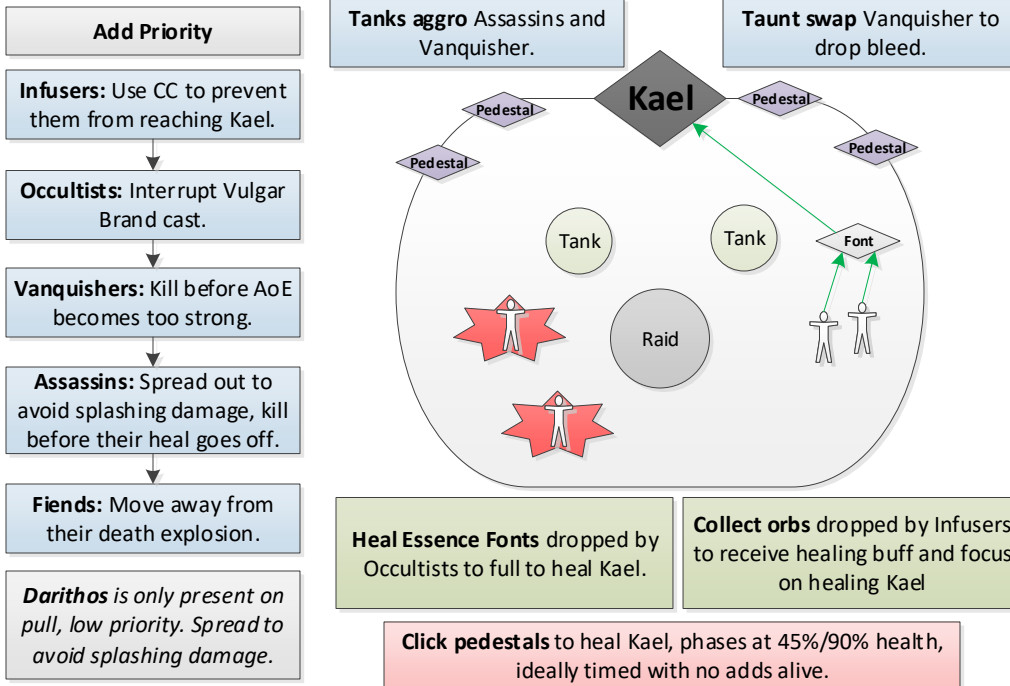 Add Priority
Infusers: Use CC to prevent
them from reaching Kael.
Occultists: Interrupt Vulgar
Brand cast.
Vanquishers: Kill before AoE
becomes too strong.
Assassins: Spread out to
avoid splashing damage, kill
before their heal goes off.
Fiends: Move away from
their death explosion.
Darithos is only present on
pull, low priority. Spread to
avoid splashing damage.
Tanks aggro Assassins and
Vanquisher.
Taunt swap Vanquisher to
drop bleed.
Kael
Pedestal
Pedestal
Pedestal
Pedestal
Tank
Tank
Font
Raid
Heal Essence Fonts dropped by
Occultists to full to heal Kael.
Collect orbs dropped by Infusers
to receive healing buff and focus
on healing Kael
Click pedestals to heal Kael, phases at 45%/90% health,
ideally timed with no adds alive.